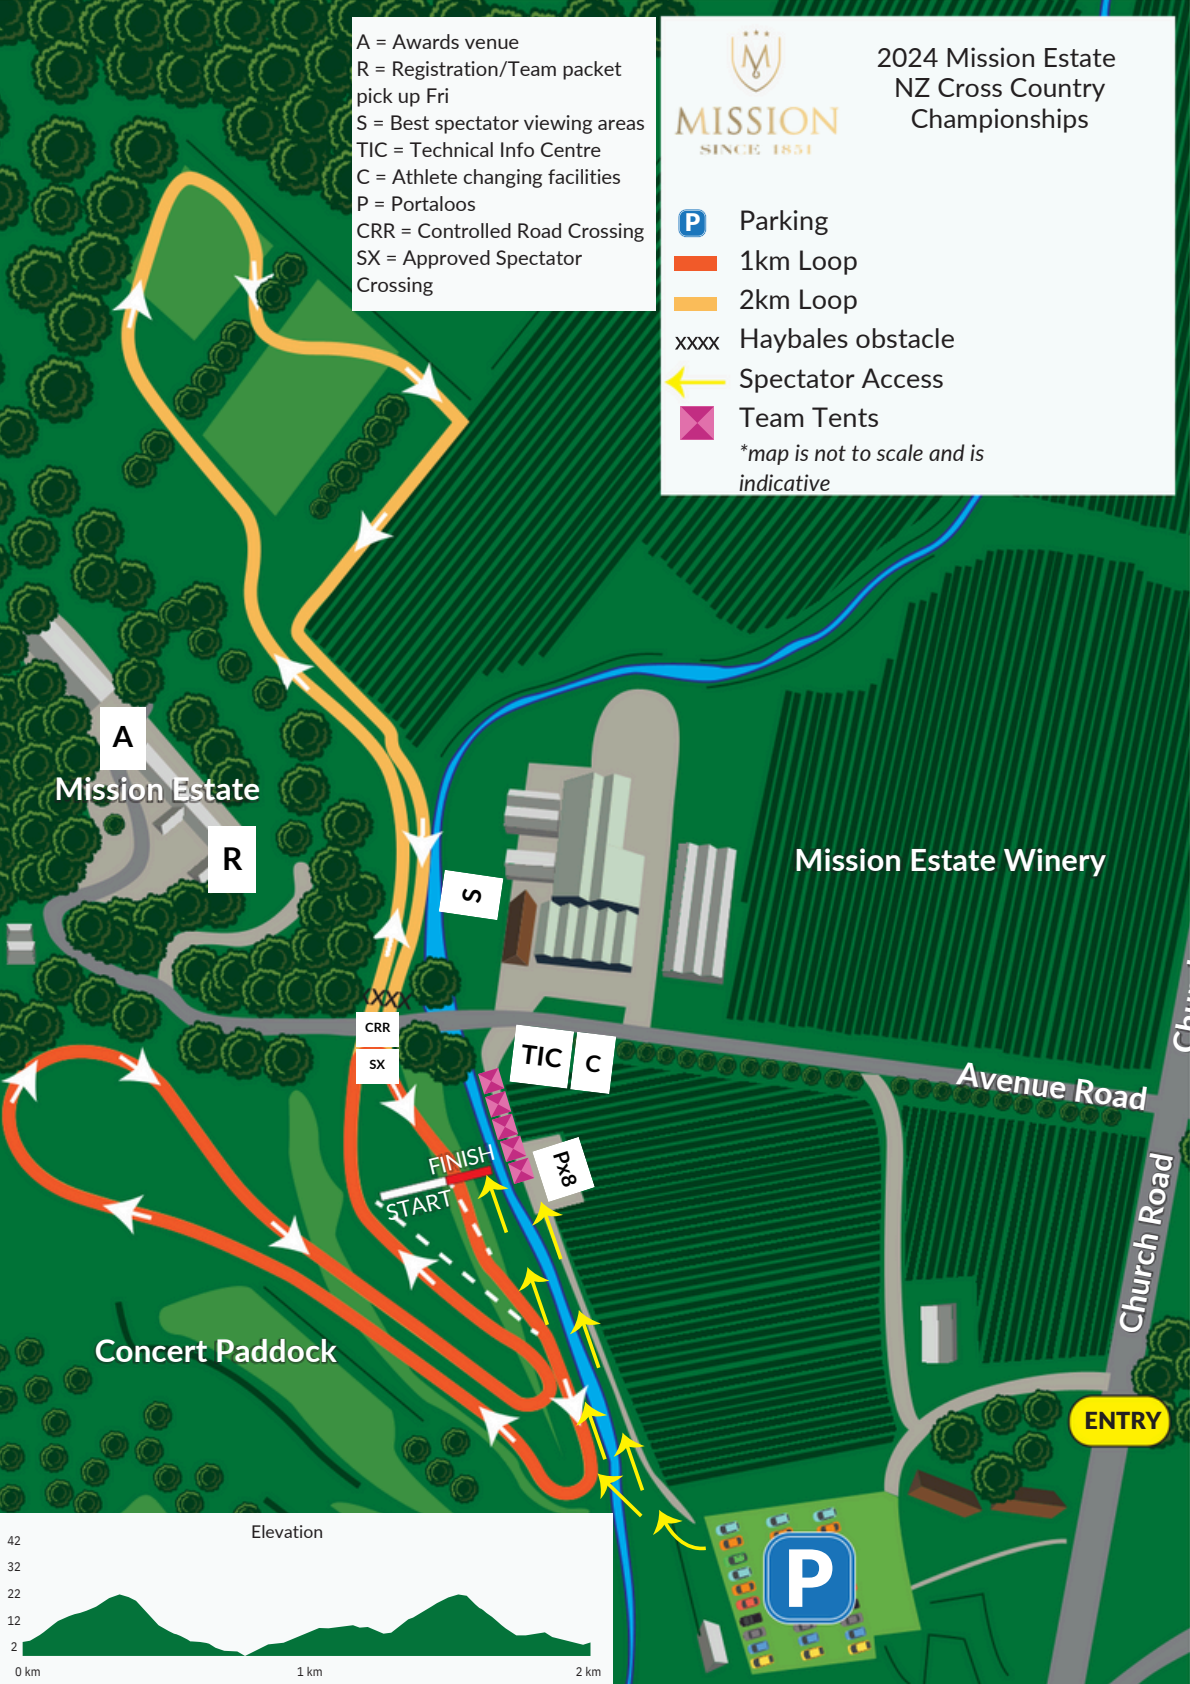 A = Awards venue
R = Registration/Team packet
pick up Fri
S = Best spectator viewing areas
TIC = Technical Info Centre
C = Athlete changing facilities
P = Portaloos
CRR = Controlled Road Crossing
SX = Approved Spectator
Crossing
MISSION
SINCE 1851
2024 Mission Estate
NZ Cross Country
Championships
P Parking
1km Loop
2km Loop
xxxx Haybales obstacle
Spectator Access
Team Tents
*map is not to scale and is
indicative
A
Mission Estate
R
S
Mission Estate Winery
XXXX
CRR
SX
TIC
C
Avenue Road
FINISH
START
Px8
Church Road
Concert Paddock
ENTRY
P
Elevation
42
32
22
12
2
0 km
1 km
2 km